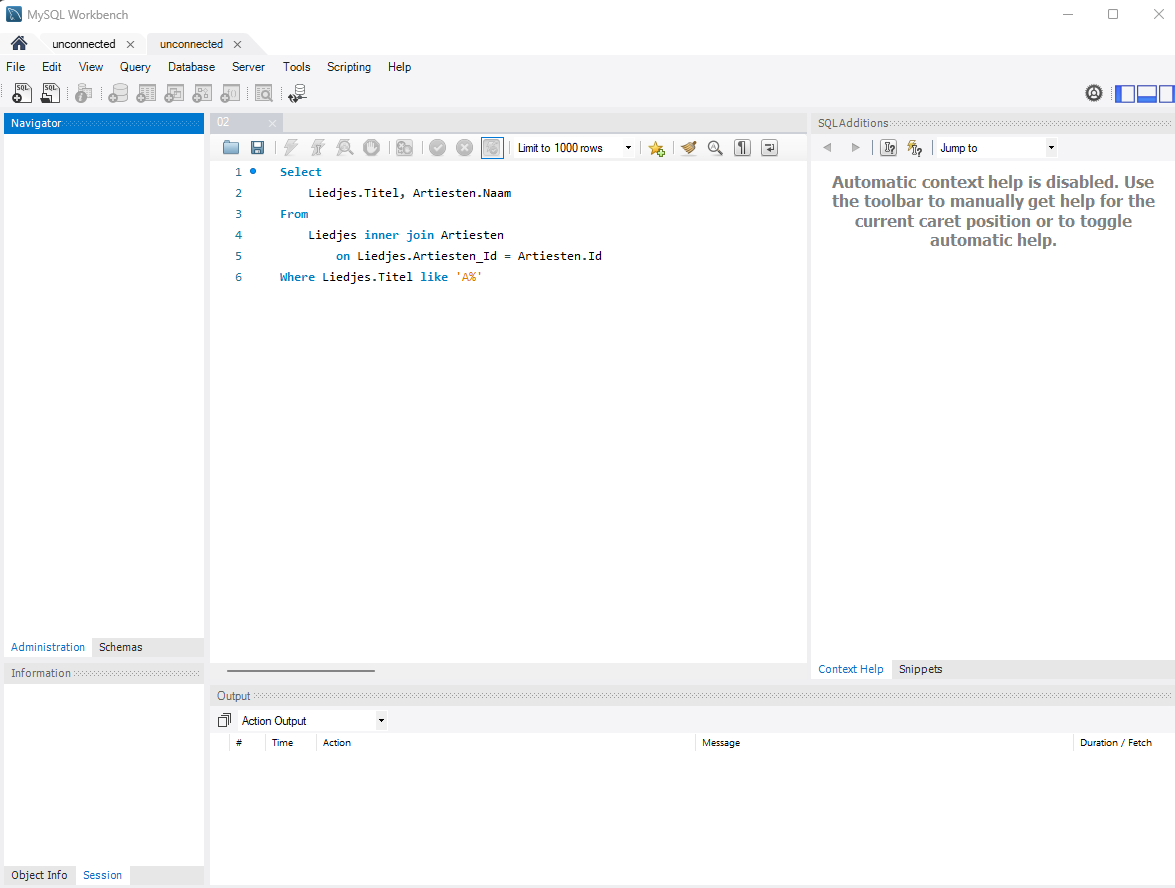 MySQL Workbench
unconnected
unconnected
File Edit View Query Database Server Tools Scripting Help
Navigator
02
SQLAdditions
Limit to 1000 rows
Jump to
1 Select
2 Liedjes.Titel, Artiesten.Naam
3 From
4 Liedjes inner join Artiesten
5 on Liedjes.Artiesten_Id = Artiesten.Id
6 Where Liedjes.Titel like 'A%'
Automatic context help is disabled. Use
the toolbar to manually get help for the
current caret position or to toggle
automatic help.
Administration Schemas
Information
Context Help Snippets
Output
Action Output
# Time Action Message Duration / Fetch
Object Info Session